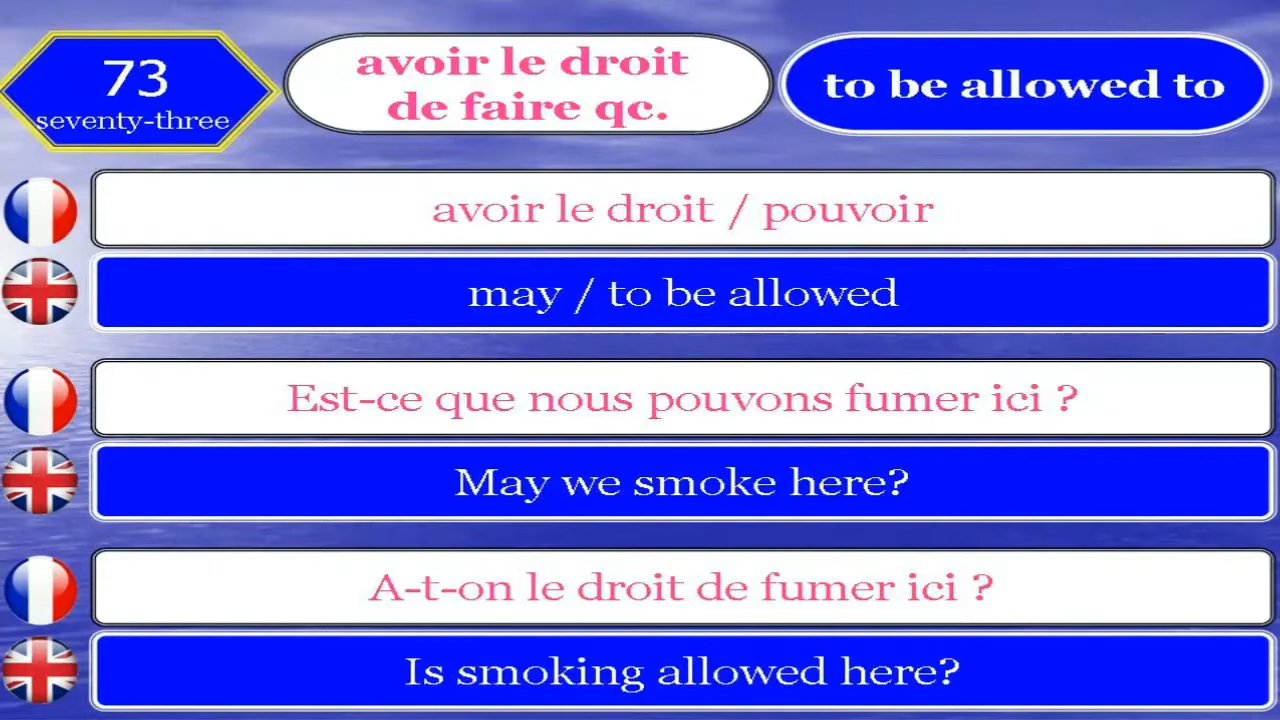 73
seventy-three
avoir le droit
de faire qc.
to be allowed to
avoir le droit / pouvoir
may / to be allowed
Est-ce que nous pouvons fumer ici ?
May we smoke here?
A-t-on le droit de fumer ici ?
Is smoking allowed here?